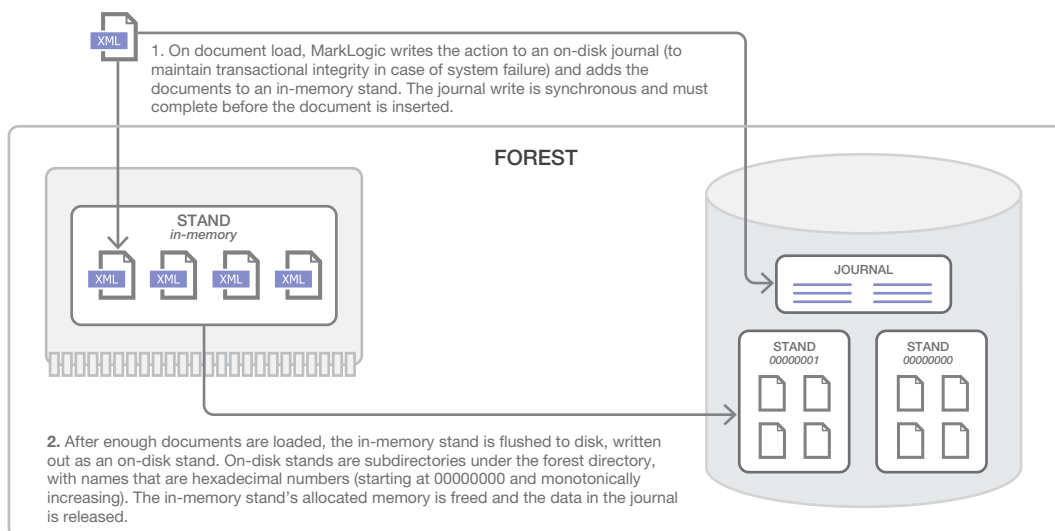 XML
1. On document load, MarkLogic writes the action to an on-disk journal (to
maintain transactional integrity in case of system failure) and adds the
documents to an in-memory stand. The journal write is synchronous and must
complete before the document is inserted.
FOREST
STAND
in-memory
XML XML XML XML
JOURNAL
STAND
00000001
STAND
00000000
2. After enough documents are loaded, the in-memory stand is flushed to disk, written
out as an on-disk stand. On-disk stands are subdirectories under the forest directory,
with names that are hexadecimal numbers (starting at 00000000 and monotonically
increasing). The in-memory stand’s allocated memory is freed and the data in the journal
is released.